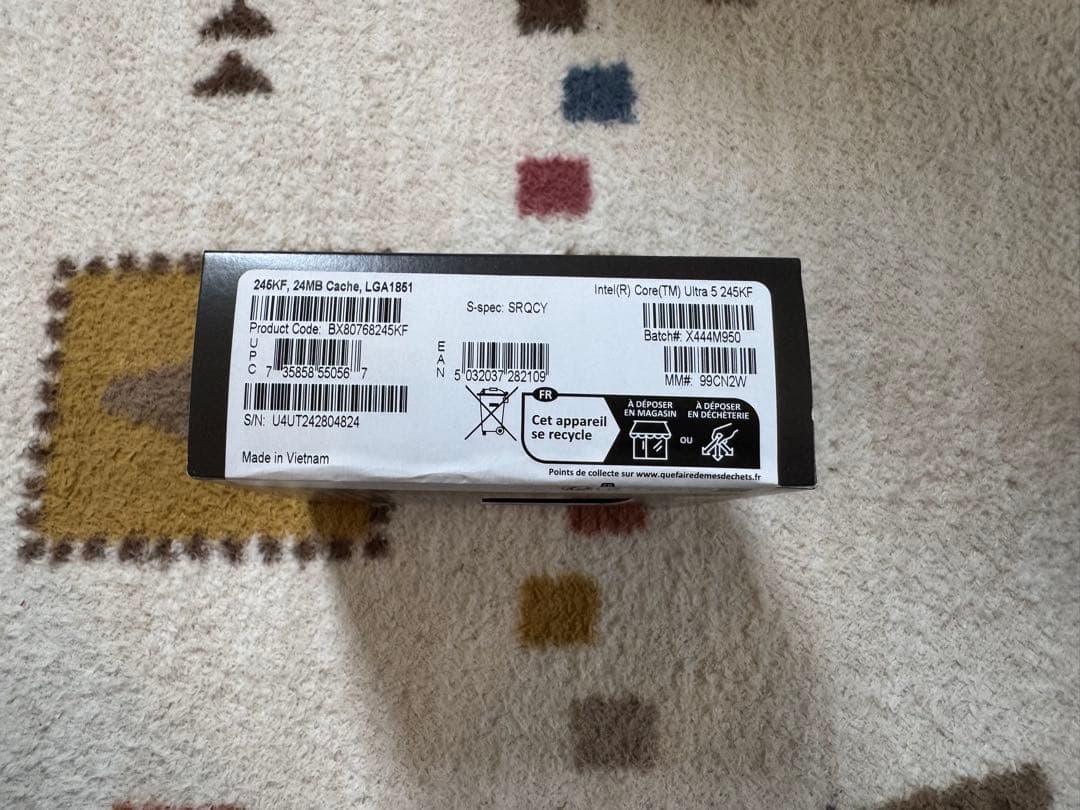 245KF, 24MB Cache, LGA1851
Intel(R) Core(TM) Ultra 5 245KF
S-spec: SRQCY
Product Code: BX80768245KF
Batch#: X444M950
UPC
7 35858 55056 7
EAN
5 032037 282109
MM#: 99CN2W
S/N: U4UT242804824
FR
Cet appareil
se recycle
À DÉPOSER
EN MAGASIN
OU
À DÉPOSER
EN DÉCHÈTERIE
Made in Vietnam
Points de collecte sur www.quefairedemesdechets.fr